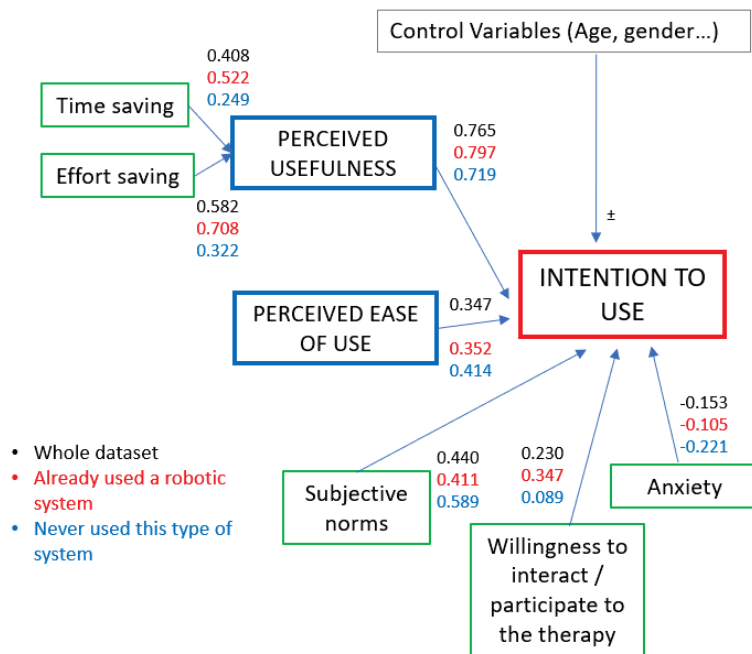 Control Variables (Age, gender...)
0.408
0.522
0.249
Time saving
Effort saving
0.582
0.708
0.322
PERCEIVED
USEFULNESS
0.765
0.797
0.719
±
INTENTION TO
USE
PERCEIVED EASE
OF USE
0.347
0.352
0.414
• Whole dataset
• Already used a robotic
system
• Never used this type of
system
Subjective
norms
0.440
0.411
0.589
0.230
0.347
0.089
Willingness to
interact /
participate to
the therapy
-0.153
-0.105
-0.221
Anxiety